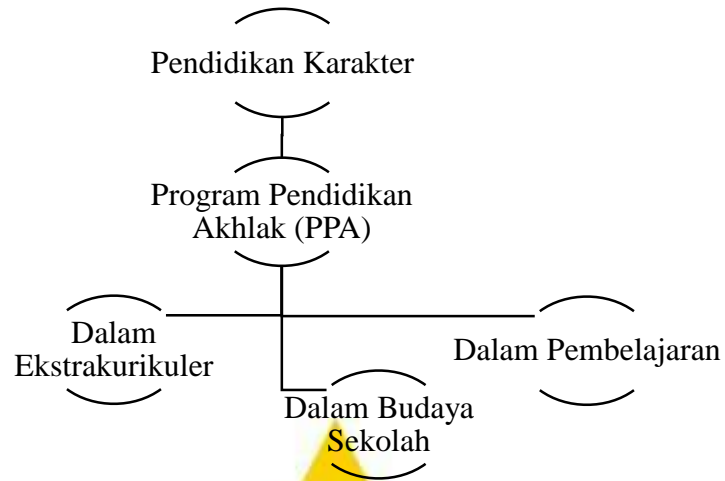 Pendidikan Karakter
Program Pendidikan
Akhlak (PPA)
Dalam
Ekstrakurikuler
Dalam Pembelajaran
Dalam Budaya
Sekolah